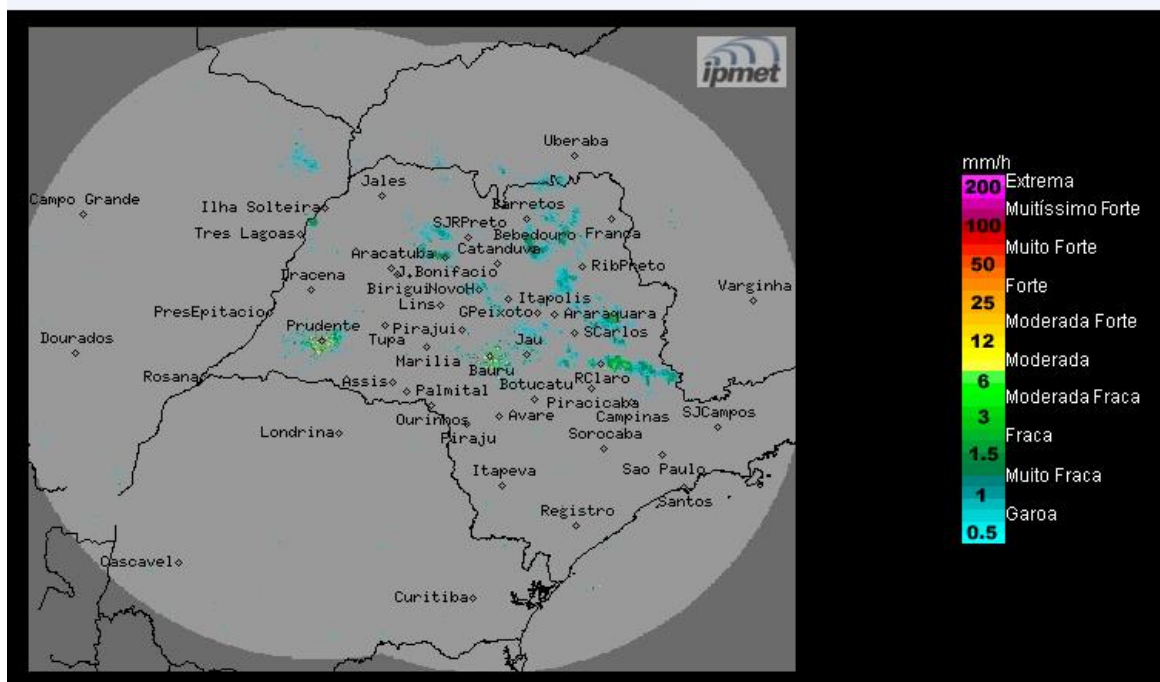 ipmet
Uberaba
Jales
Campo Grande
Ilha Solteira
Barretos
SJRPreto
Tres Lagoas
Bebedouro
Franca
Catanduva
Aracatuba
RibPreto
J.Bonifacio
Dracena
Birigui
NovoH
Varginha
Itapolis
Lins
PresEpitacio
GPeixoto
Araraquara
Prudente
Pirajui
SCarlos
Dourados
Tupa
Jau
Marilia
Bauru
Rosana
Assis
Botucatu
RClaro
Palmital
Piracicaba
Ourinhos
Avare
Campinas
SJCampos
Londrina
Piraju
Sorocaba
Itapeva
Sao Paulo
Santos
Registro
Cascavel
Curitiba
mm/h
200
Extrema
Muitíssimo Forte
100
Muito Forte
50
Forte
25
Moderada Forte
12
Moderada
6
Moderada Fraca
3
Fraca
1.5
Muito Fraca
1
Garoa
0.5